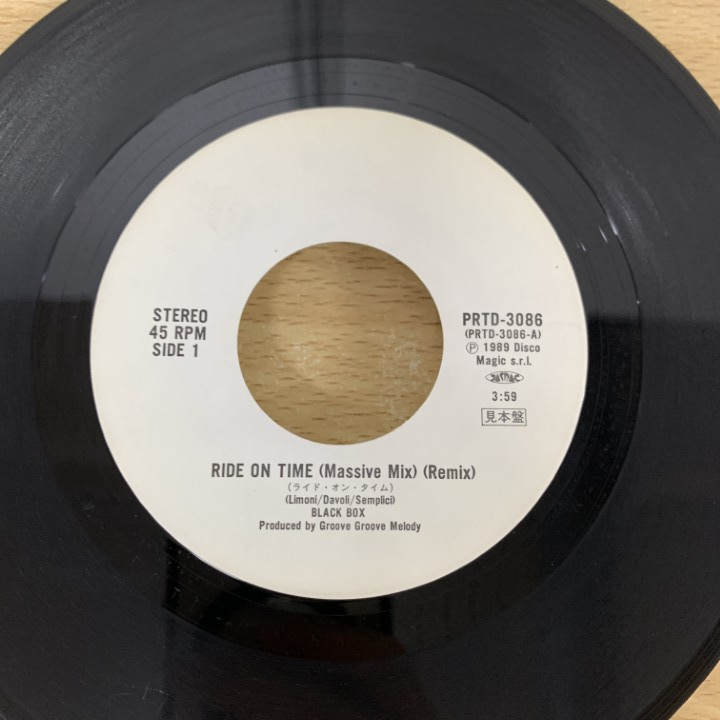 STEREO
45 RPM
SIDE 1
PRTD-3086
(PRTD-3086-A)
Ⓟ 1989 Disco
Magic s.r.l.
JASRAC
3:59
見本盤
RIDE ON TIME (Massive Mix) (Remix)
(ライド・オン・タイム)
(Limoni/Davoli/Semplici)
BLACK BOX
Produced by Groove Groove Melody